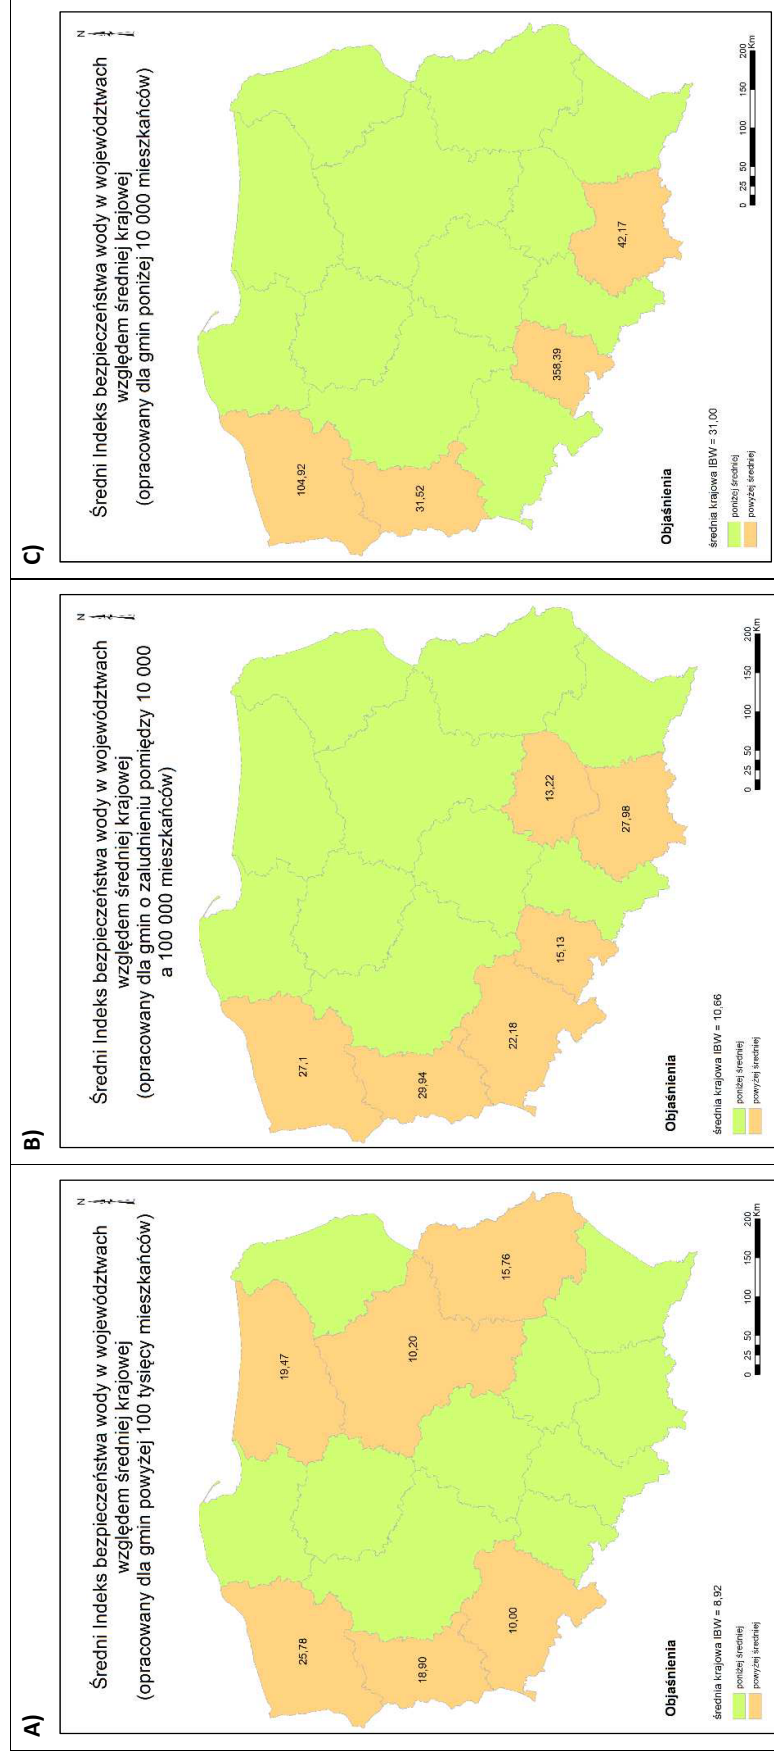 A)
Średni Indeks bezpieczeństwa wody w województwach
względem średniej krajowej
(opracowany dla gmin powyżej 100 tysięcy mieszkańców)
N
25,78
19,47
18,90
10,20
10,00
15,76
Objaśnienia
średnia krajowa IBW = 8,92
poniżej średniej
powyżej średniej
0 25 50 100 150 200
Km
B)
Średni Indeks bezpieczeństwa wody w województwach
względem średniej krajowej
(opracowany dla gmin o zaludnieniu pomiędzy 10 000
a 100 000 mieszkańców)
N
27,1
29,94
22,18
15,13
13,22
27,98
Objaśnienia
średnia krajowa IBW = 10,66
poniżej średniej
powyżej średniej
0 25 50 100 150 200
Km
C)
Średni Indeks bezpieczeństwa wody w województwach
względem średniej krajowej
(opracowany dla gmin poniżej 10 000 mieszkańców)
N
104,92
31,52
358,39
42,17
Objaśnienia
średnia krajowa IBW = 31,00
poniżej średniej
powyżej średniej
0 25 50 100 150 200
Km